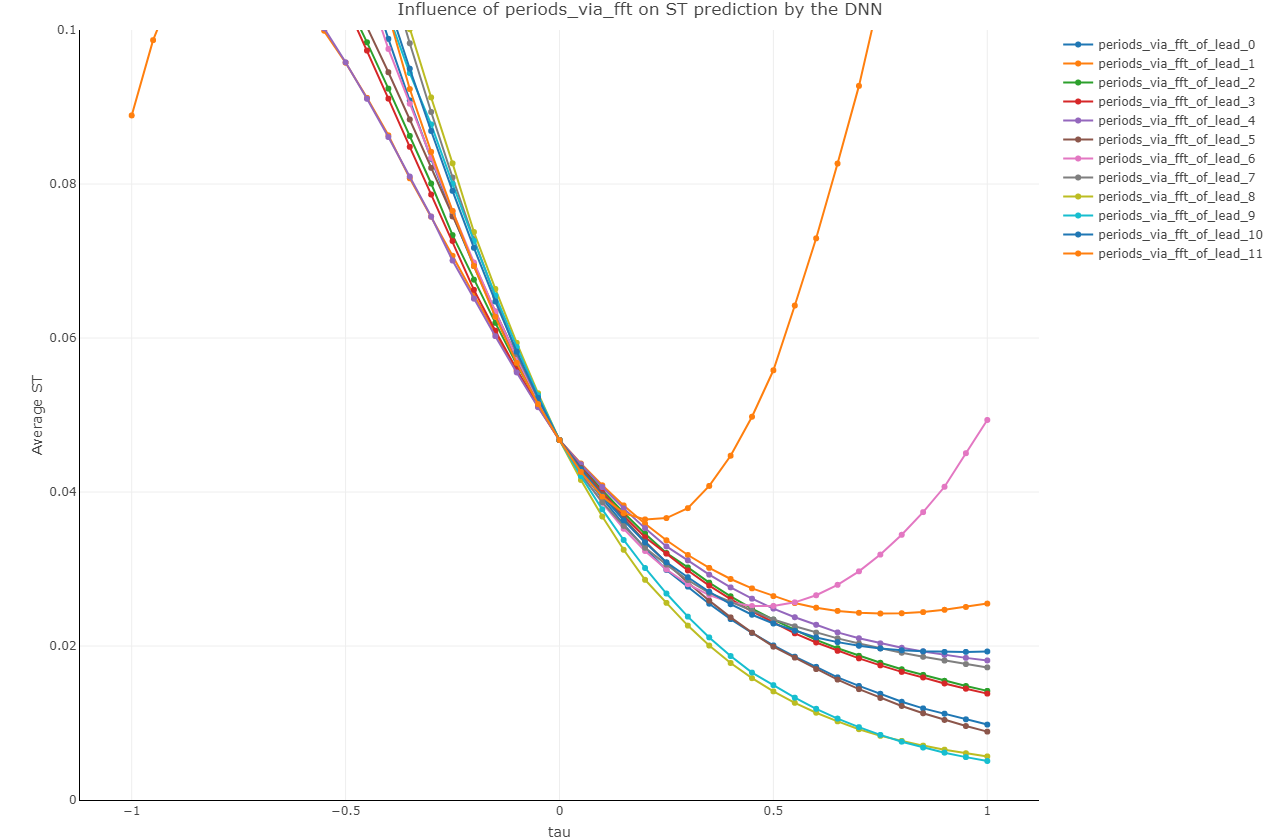 Influence of periods_via_fft on ST prediction by the DNN
0.1
0.08
0.06
0.04
0.02
0
Average ST
−1
−0.5
0
0.5
1
tau
periods_via_fft_of_lead_0
periods_via_fft_of_lead_1
periods_via_fft_of_lead_2
periods_via_fft_of_lead_3
periods_via_fft_of_lead_4
periods_via_fft_of_lead_5
periods_via_fft_of_lead_6
periods_via_fft_of_lead_7
periods_via_fft_of_lead_8
periods_via_fft_of_lead_9
periods_via_fft_of_lead_10
periods_via_fft_of_lead_11